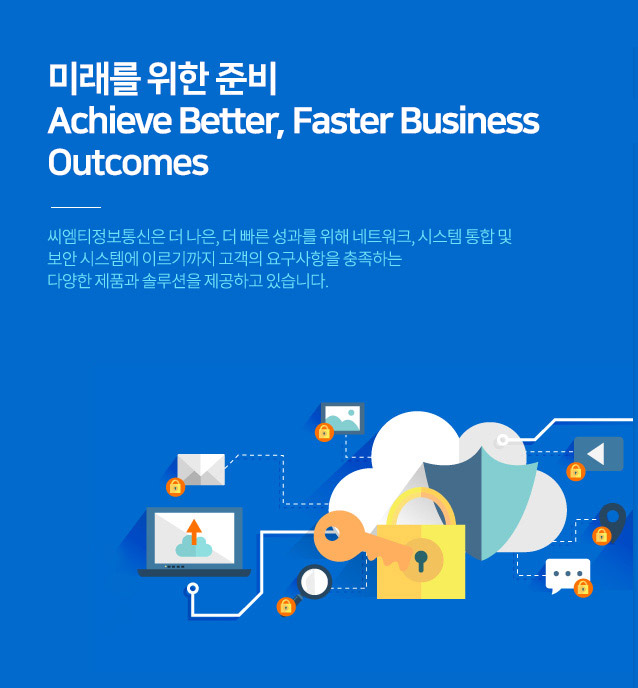 미래를 위한 준비
Achieve Better, Faster Business
Outcomes
씨엠티정보통신은 더 나은, 더 빠른 성과를 위해 네트워크, 시스템 통합 및
보안 시스템에 이르기까지 고객의 요구사항을 충족하는
다양한 제품과 솔루션을 제공하고 있습니다.